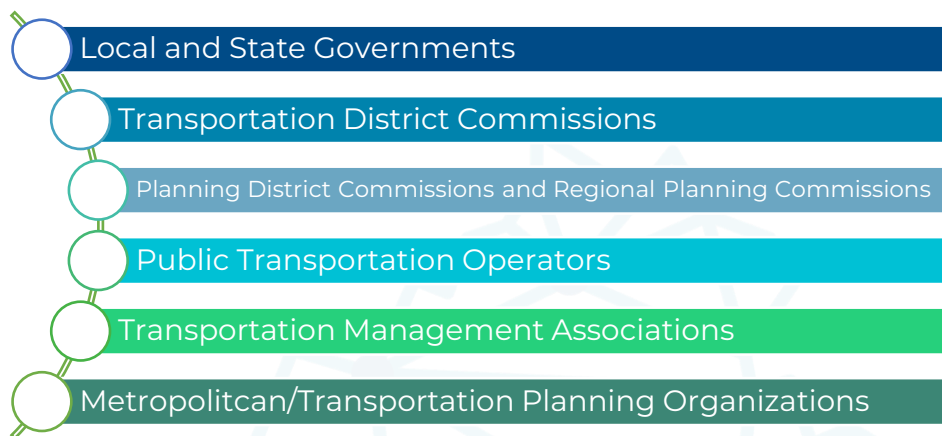 Local and State Governments
Transportation District Commissions
Planning District Commissions and Regional Planning Commissions
Public Transportation Operators
Transportation Management Associations
Metropolitcan/Transportation Planning Organizations